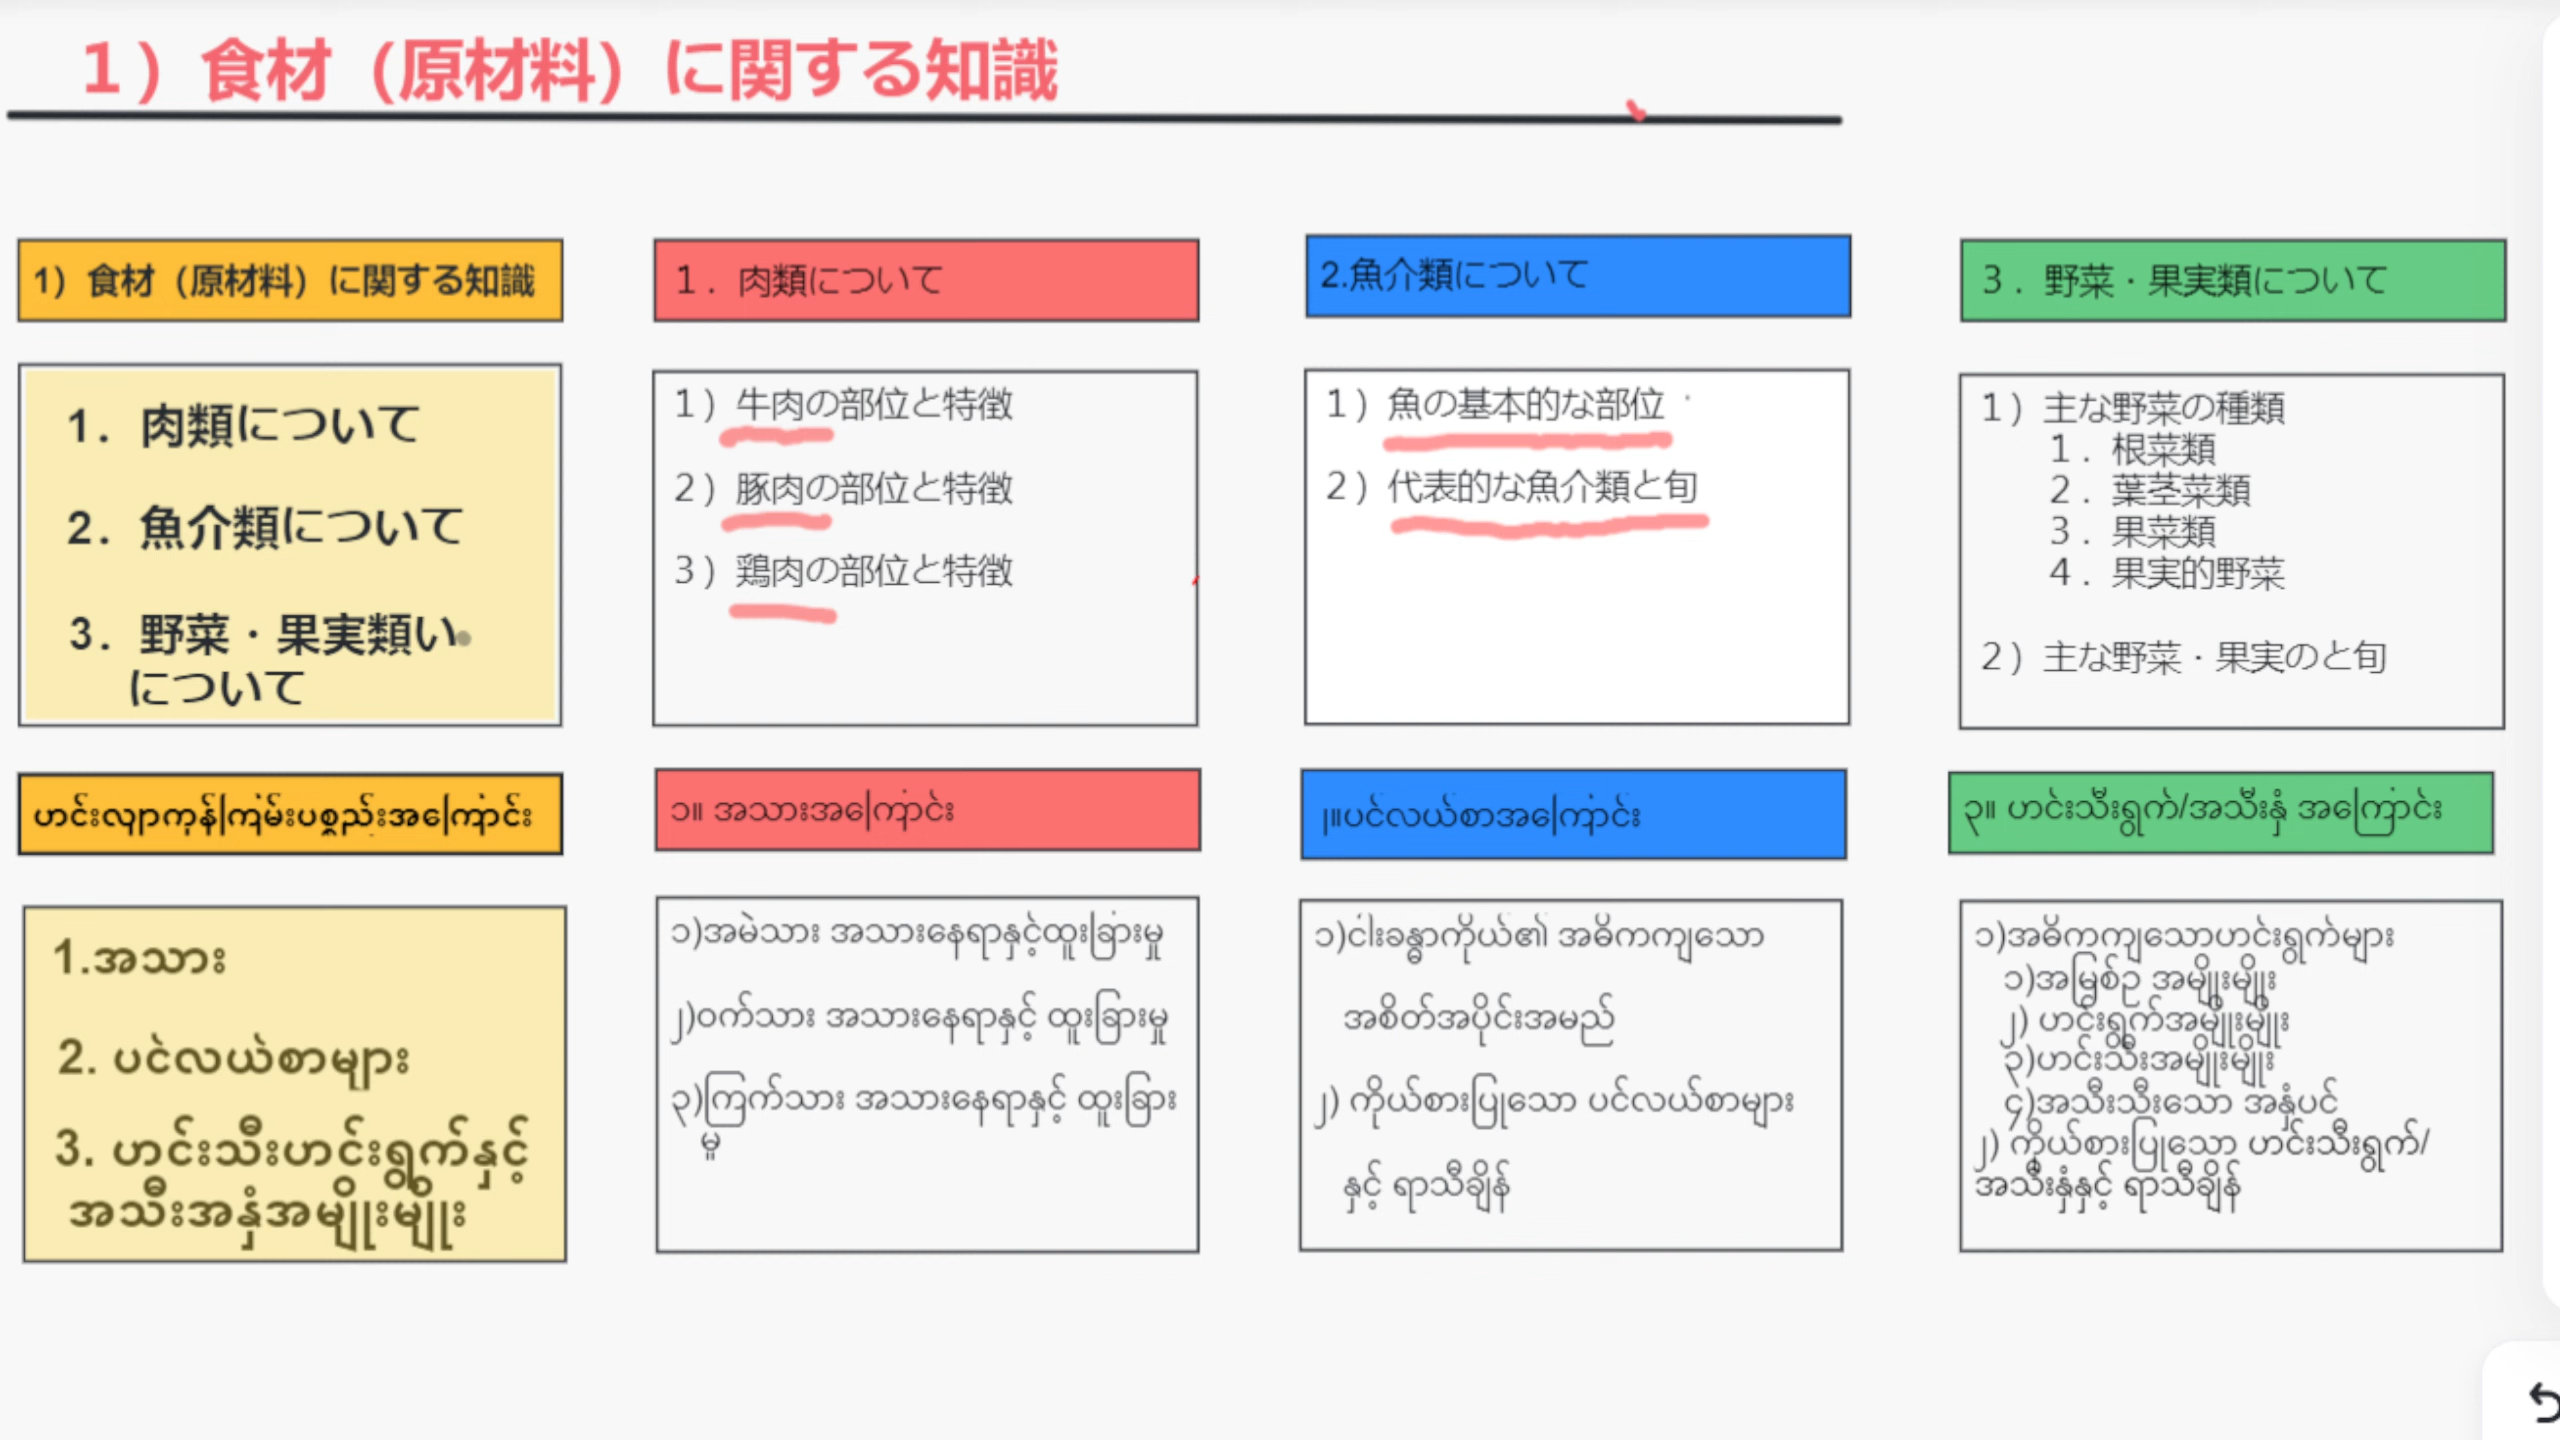 1）食材（原材料）に関する知識
1）食材（原材料）に関する知識
1．肉類について
2．魚介類について
3．野菜・果実類い
について
1．肉類について
1）牛肉の部位と特徴
2）豚肉の部位と特徴
3）鶏肉の部位と特徴
2.魚介類について
1）魚の基本的な部位
2）代表的な魚介類と旬
3．野菜・果実類について
1）主な野菜の種類
1．根菜類
2．葉茎菜類
3．果菜類
4．果実的野菜
2）主な野菜・果実のと旬
ဟင်းလျာကုန်ကြမ်းပစ္စည်းအကြောင်း
1.အသား
2. ပင်လယ်စာများ
3. ဟင်းသီးဟင်းရွက်နှင့်
အသီးအနှံအမျိုးမျိုး
၁။ အသားအကြောင်း
၁)အမဲသား အသားနေရာနှင့်ထူးခြားမှု
၂)ဝက်သား အသားနေရာနှင့် ထူးခြားမှု
၃)ကြက်သား အသားနေရာနှင့် ထူးခြား
မှု
၂။ပင်လယ်စာအကြောင်း
၁)ငါးခန္ဓာကိုယ်၏ အဓိကကျသော
အစိတ်အပိုင်းအမည်
၂) ကိုယ်စားပြုသော ပင်လယ်စာများ
နှင့် ရာသီချိန်
၃။ ဟင်းသီးရွက်/အသီးနှံ အကြောင်း
၁)အဓိကကျသောဟင်းရွက်များ
၁)အမြစ်ဥ အမျိုးမျိုး
၂) ဟင်းရွက်အမျိုးမျိုး
၃)ဟင်းသီးအမျိုးမျိုး
၄)အသီးသီးသော အနှံပင်
၂) ကိုယ်စားပြုသော ဟင်းသီးရွက်/
အသီးနှံနှင့် ရာသီချိန်